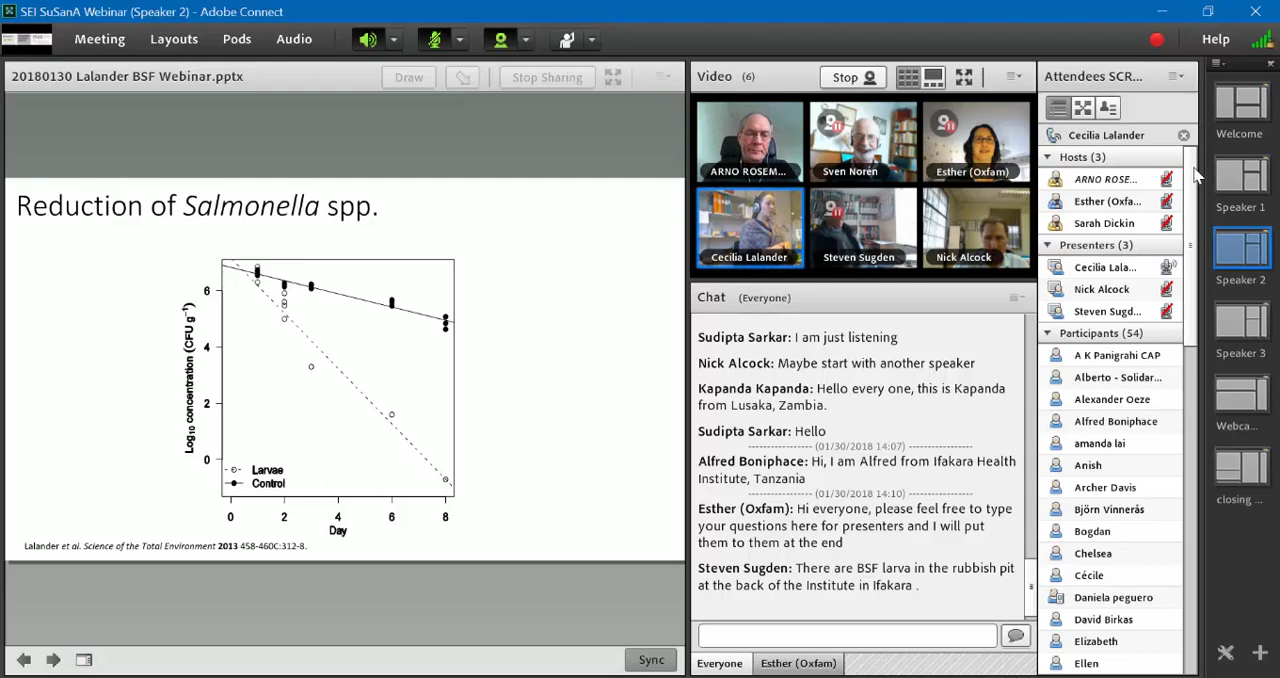 SEI SuSanA Webinar (Speaker 2) - Adobe Connect
Meeting
Layouts
Pods
Audio
Help
20180130 Lalander BSF Webinar.pptx
Draw
Stop Sharing
Reduction of Salmonella spp.
Log10 concentration (CFU g-1)
6
4
2
0
Larvae
Control
0 2 4 6 8
Day
Lalander et al. Science of the Total Environment 2013 458-460C:312-8.
Sync
Video (6)
Stop
ARNO ROSEM...
Sven Norén
Esther (Oxfam)
Cecilia Lalander
Steven Sugden
Nick Alcock
Chat (Everyone)
Sudipta Sarkar: I am just listening
Nick Alcock: Maybe start with another speaker
Kapanda Kapanda: Hello every one, this is Kapanda
from Lusaka, Zambia.
Sudipta Sarkar: Hello
(01/30/2018 14:07)
Alfred Boniphace: Hi, I am Alfred from Ifakara Health
Institute, Tanzania
(01/30/2018 14:10)
Esther (Oxfam): Hi everyone, please feel free to type
your questions here for presenters and I will put
them to them at the end
Steven Sugden: There are BSF larva in the rubbish pit
at the back of the Institute in Ifakara .
Everyone
Esther (Oxfam)
Attendees SCR...
Cecilia Lalander
Hosts (3)
ARNO ROSE...
Esther (Oxfa...
Sarah Dickin
Presenters (3)
Cecilia Lala...
Nick Alcock
Steven Sugd...
Participants (54)
A K Panigrahi CAP
Alberto - Solidar...
Alexander Oeze
Alfred Boniphace
amanda lai
Anish
Archer Davis
Björn Vinnerås
Bogdan
Chelsea
Cécile
Daniela peguero
David Birkas
Elizabeth
Ellen
Welcome
Speaker 1
Speaker 2
Speaker 3
Webca...
closing ...